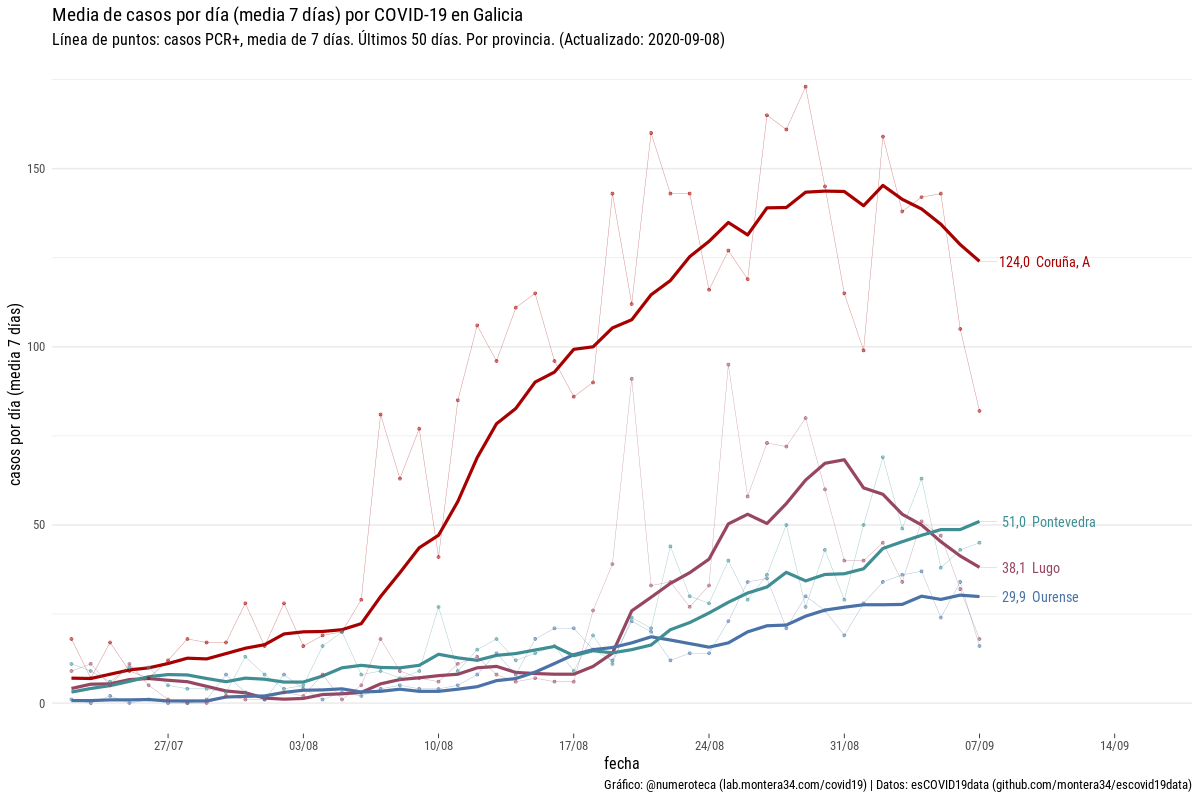 Media de casos por día (media 7 días) por COVID-19 en Galicia
Línea de puntos: casos PCR+, media de 7 días. Últimos 50 días. Por provincia. (Actualizado: 2020-09-08)
casos por día (media 7 días)
150
100
50
0
124,0 Coruña, A
51,0 Pontevedra
38,1 Lugo
29,9 Ourense
27/07
03/08
10/08
17/08
24/08
31/08
07/09
14/09
fecha
Gráfico: @numeroteca (lab.montera34.com/covid19) | Datos: esCOVID19data (github.com/montera34/escovid19data)